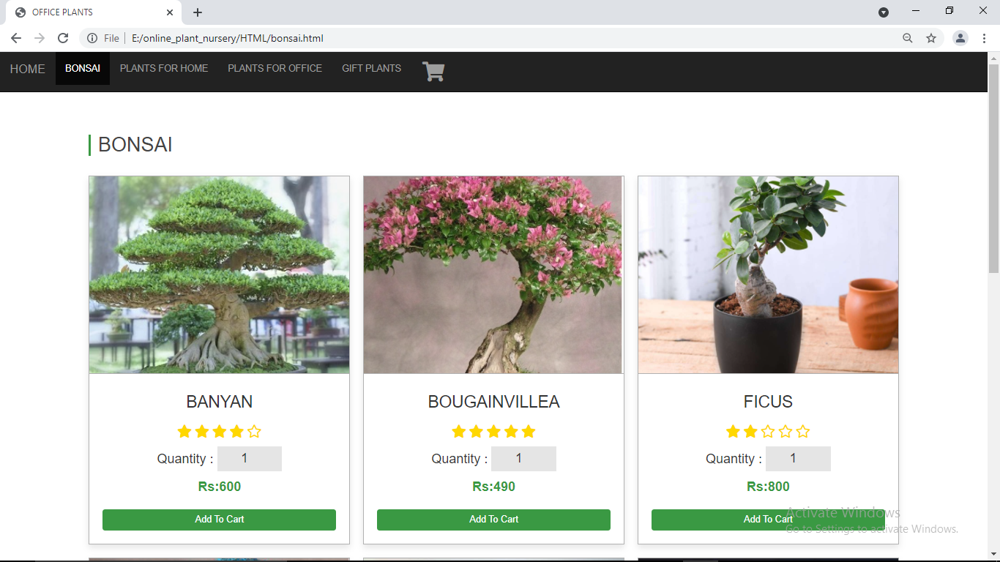 OFFICE PLANTS
File E:/online_plant_nursery/HTML/bonsai.html
HOME BONSAI PLANTS FOR HOME PLANTS FOR OFFICE GIFT PLANTS
BONSAI
BANYAN BOUGAINVILLEA FICUS
Quantity : 1 Quantity : 1 Quantity : 1
Rs:600 Rs:490 Rs:800
Add To Cart Add To Cart Add To Cart
Activate Windows
Go to Settings to activate Windows.